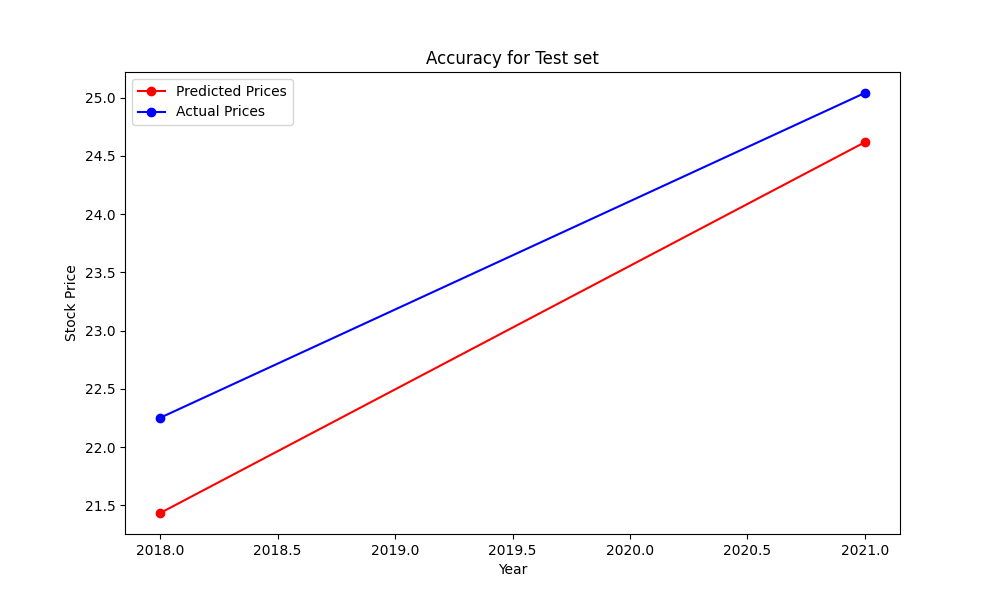 Accuracy for Test set
Predicted Prices
Actual Prices
25.0
24.5
24.0
23.5
23.0
22.5
22.0
21.5
Stock Price
2018.0 2018.5 2019.0 2019.5 2020.0 2020.5 2021.0
Year